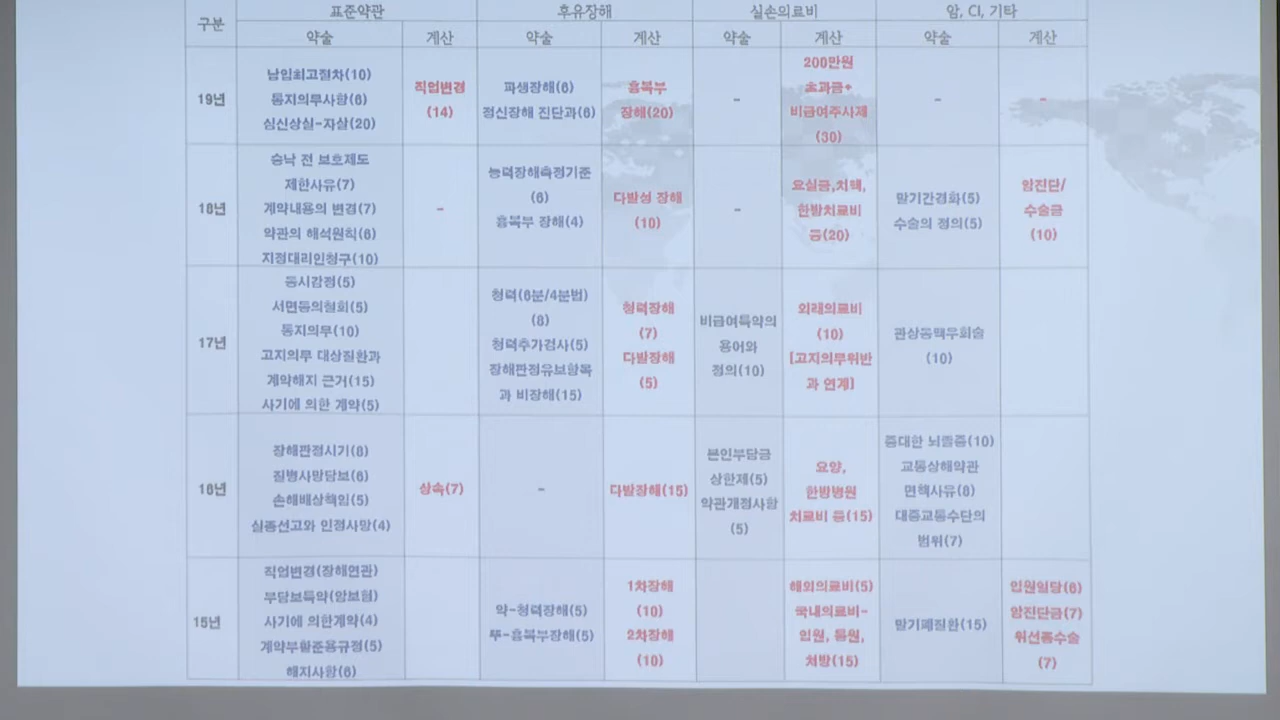 구분
표준약관
후유장해
실손의료비
암, CI, 기타
약술
계산
약술
계산
약술
계산
약술
계산
19년
납입최고절차(10)
통지의무사항(6)
심신상실-자살(20)
직업변경
(14)
파생장해(6)
정신장해 진단과(6)
흉복부
장해(20)
-
200만원
초과금+
비급여주사제
(30)
-
-
18년
승낙 전 보호제도
제한사유(7)
계약내용의 변경(7)
약관의 해석원칙(6)
지정대리인청구(10)
-
능력장해측정기준
(6)
흉복부 장해(4)
다발성 장해
(10)
-
요실금,치핵,
한방치료비
등(20)
말기간경화(5)
수술의 정의(5)
암진단/
수술금
(10)
17년
동시감정(5)
서면동의철회(5)
통지의무(10)
고지의무 대상질환과
계약해지 근거(15)
사기에 의한 계약(5)
청력(6분/4분법)
(8)
청력추가검사(5)
장해판정유보항목
과 비장해(15)
청력장해
(7)
다발장해
(5)
비급여특약의
용어와
정의(10)
외래의료비
(10)
[고지의무위반
과 연계]
관상동맥우회술
(10)
16년
장해판정시기(8)
질병사망담보(6)
손해배상책임(5)
실종선고와 인정사망(4)
상속(7)
-
다발장해(15)
본인부담금
상한제(5)
약관개정사항
(5)
요양,
한방병원
치료비 등(15)
중대한 뇌졸중(10)
교통상해약관
면책사유(8)
대중교통수단의
범위(7)
15년
직업변경(장해연관)
부담보특약(암보험)
사기에 의한계약(4)
계약부활준용규정(5)
해지사항(6)
약-청력장해(5)
뚜-흉복부장해(5)
1차장해
(10)
2차장해
(10)
해외의료비(5)
국내의료비-
입원, 통원,
처방(15)
말기폐질환(15)
입원일당(6)
암진단금(7)
위선종수술
(7)